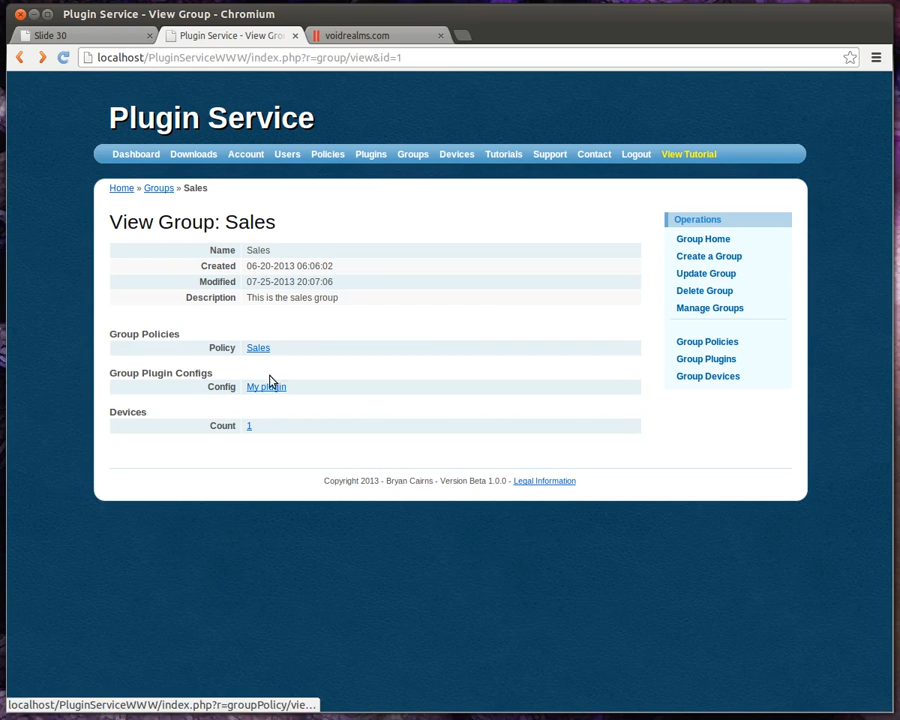 Plugin Service - View Group - Chromium
Slide 30
Plugin Service - View Gro
voidrealms.com
localhost/PluginServiceWWW/index.php?r=group/view&id=1
Plugin Service
Dashboard Downloads Account Users Policies Plugins Groups Devices Tutorials Support Contact Logout View Tutorial
Home » Groups » Sales
View Group: Sales
Name Sales
Created 06-20-2013 06:06:02
Modified 07-25-2013 20:07:06
Description This is the sales group
Group Policies
Policy Sales
Group Plugin Configs
Config My plugin
Devices
Count 1
Operations
Group Home
Create a Group
Update Group
Delete Group
Manage Groups
Group Policies
Group Plugins
Group Devices
Copyright 2013 - Bryan Cairns - Version Beta 1.0.0 - Legal Information
localhost/PluginServiceWWW/index.php?r=groupPolicy/vie...